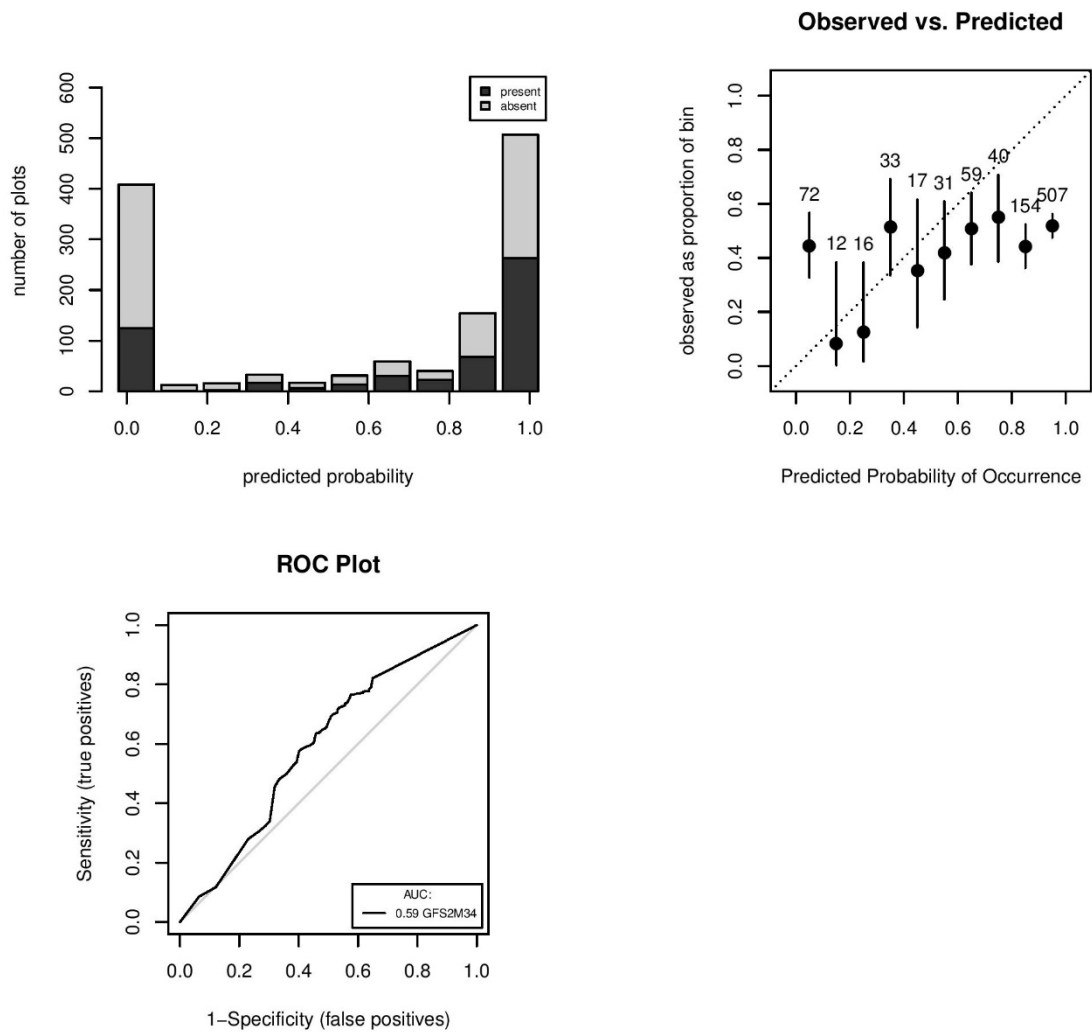 Observed vs. Predicted
number of plots
600
500
400
300
200
100
0
present
absent
0.0 0.2 0.4 0.6 0.8 1.0
predicted probability
observed as proportion of bin
1.0
0.8
0.6
0.4
0.2
0.0
72 12 16 33 17 31 59 40 154 507
0.0 0.2 0.4 0.6 0.8 1.0
Predicted Probability of Occurrence
ROC Plot
Sensitivity (true positives)
1.0
0.8
0.6
0.4
0.2
0.0
AUC:
0.59 GFS2M34
0.0 0.2 0.4 0.6 0.8 1.0
1−Specificity (false positives)